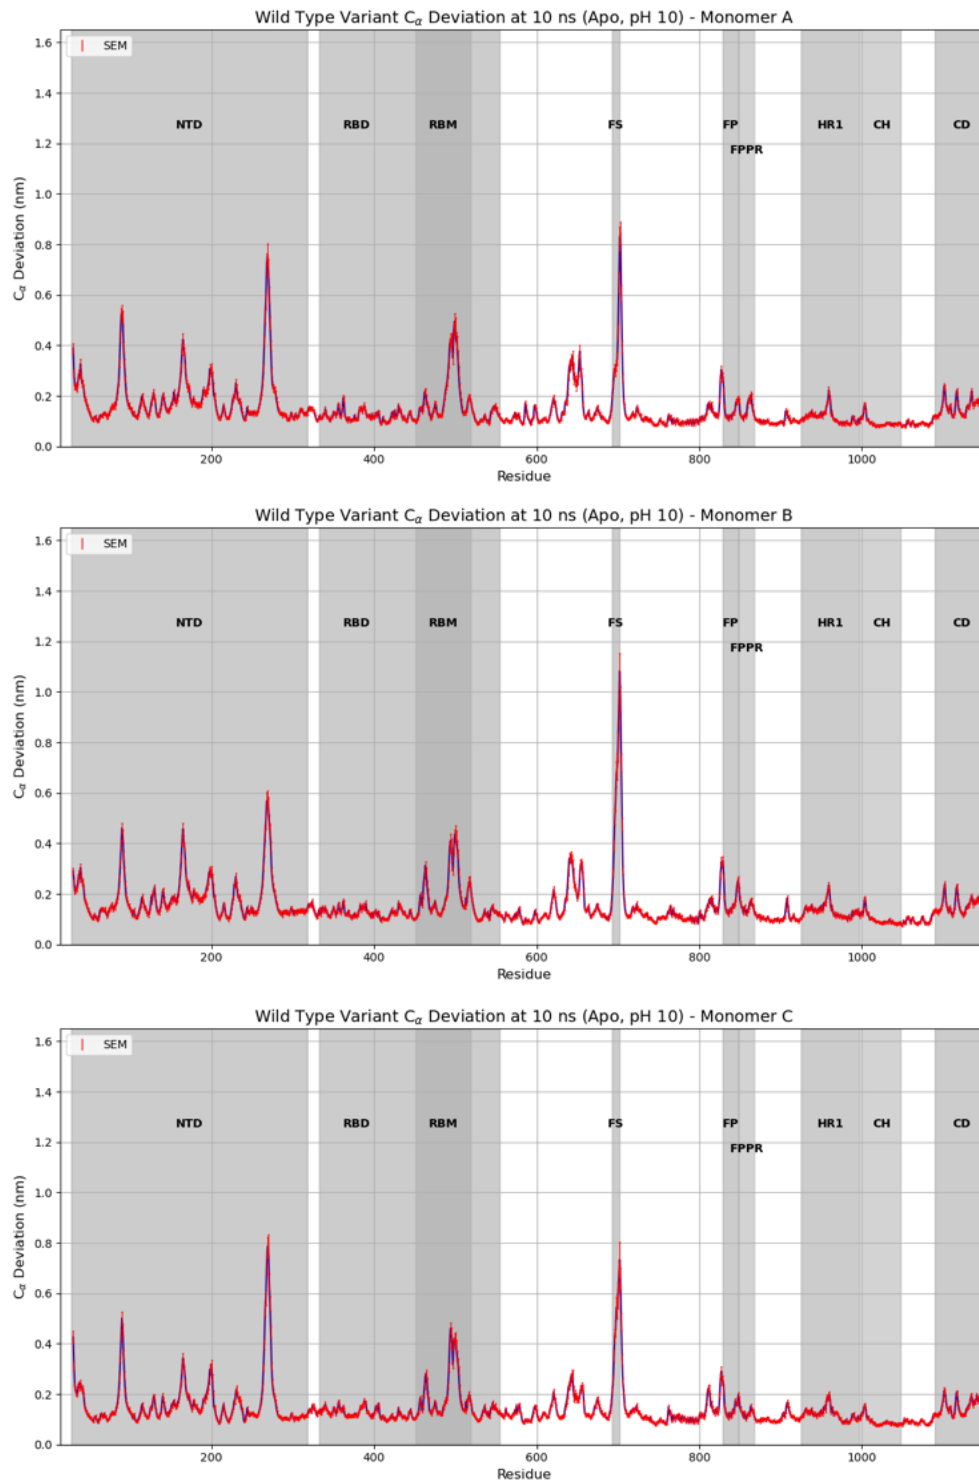 Wild Type Variant Cα Deviation at 10 ns (Apo, pH 10) - Monomer A
1.6
SEM
1.4
NTD RBD RBM FS FP HR1 CH CD
1.2
FPPR
1.0
Cα Deviation (nm)
0.8
0.6
0.4
0.2
0.0
200 400 600 800 1000
Residue
Wild Type Variant Cα Deviation at 10 ns (Apo, pH 10) - Monomer B
1.6
SEM
1.4
NTD RBD RBM FS FP HR1 CH CD
1.2
FPPR
1.0
Cα Deviation (nm)
0.8
0.6
0.4
0.2
0.0
200 400 600 800 1000
Residue
Wild Type Variant Cα Deviation at 10 ns (Apo, pH 10) - Monomer C
1.6
SEM
1.4
NTD RBD RBM FS FP HR1 CH CD
1.2
FPPR
1.0
Cα Deviation (nm)
0.8
0.6
0.4
0.2
0.0
200 400 600 800 1000
Residue